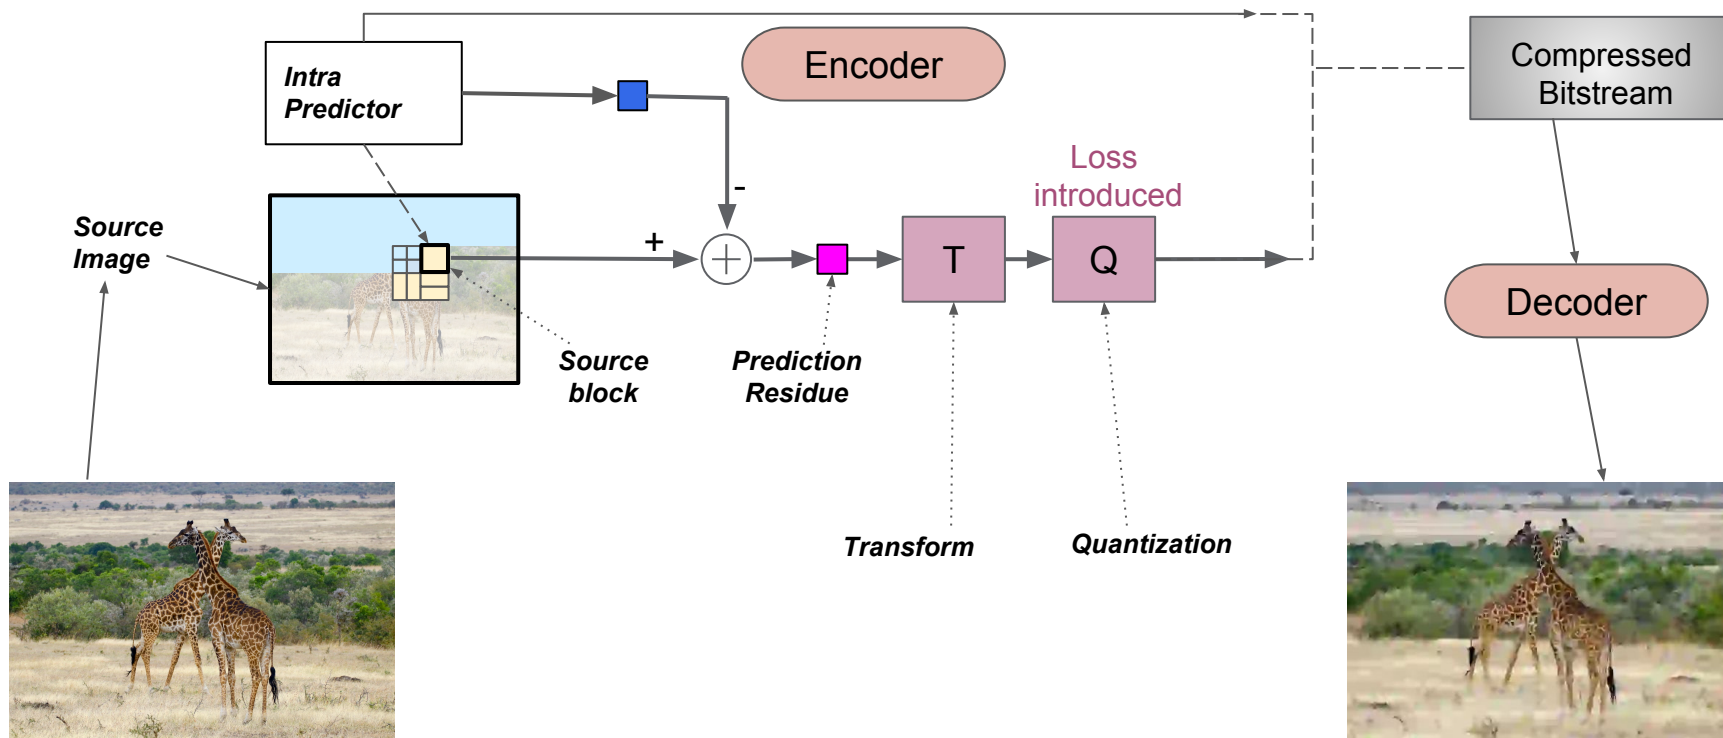 Encoder
Compressed
Bitstream
Intra
Predictor
-
Loss
introduced
Source
Image
+
T
Q
Decoder
Source
block
Prediction
Residue
Transform
Quantization